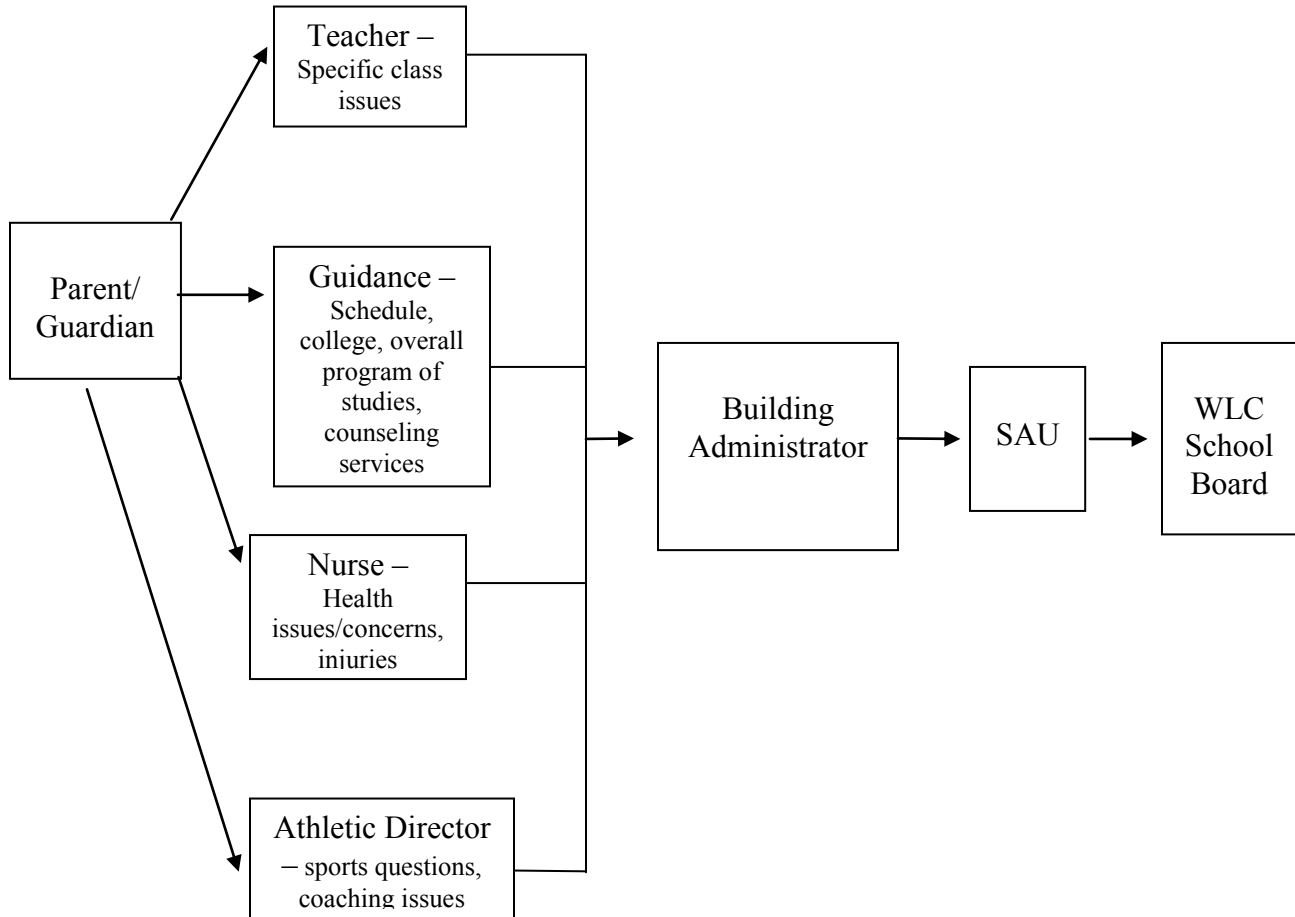 Teacher –
Specific class
issues
Parent/
Guardian
Guidance –
Schedule,
college, overall
program of
studies,
counseling
services
Nurse –
Health
issues/concerns,
injuries
Athletic Director
– sports questions,
coaching issues
Building
Administrator
SAU
WLC
School
Board